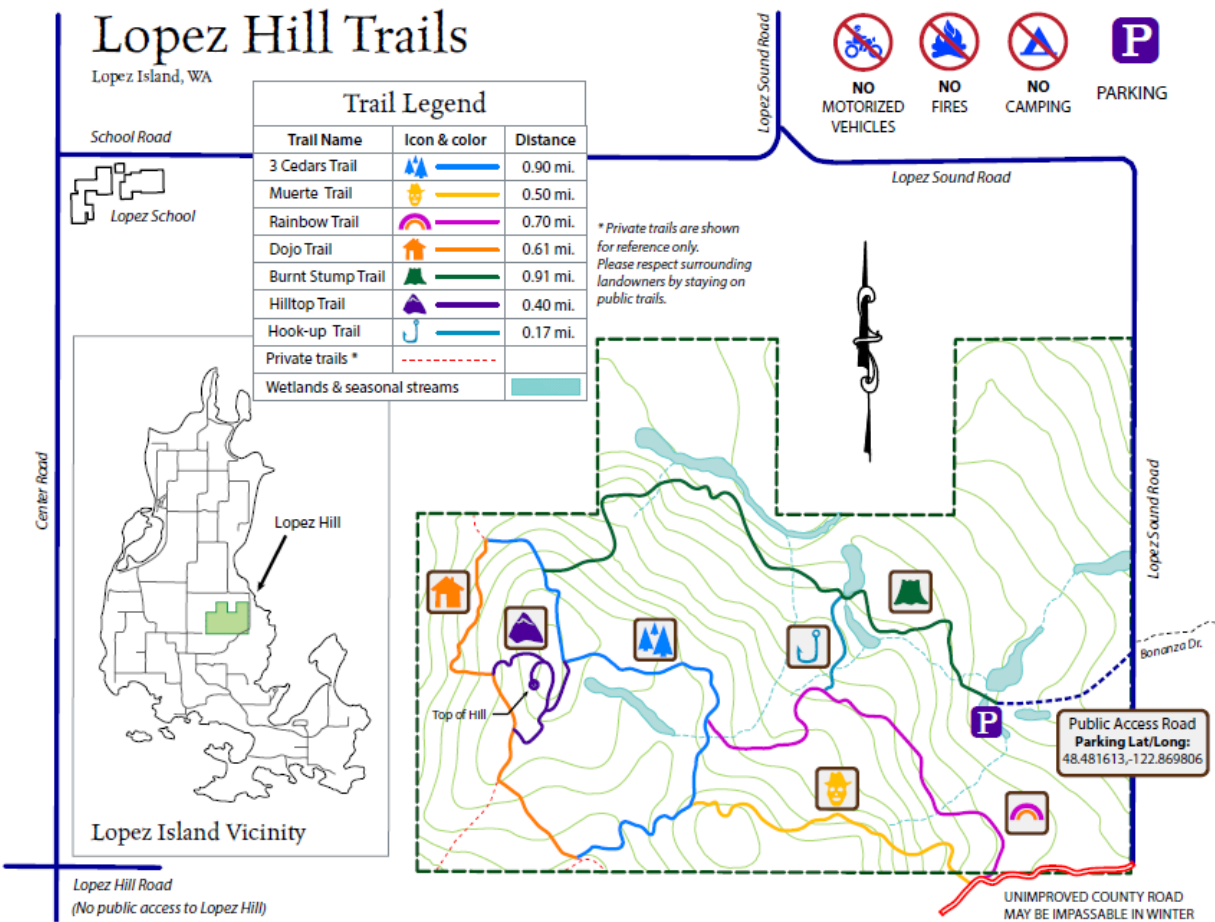 Lopez Hill Trails
Lopez Island, WA
School Road
Lopez School
Trail Legend
Trail Name Icon & color Distance
3 Cedars Trail 0.90 mi.
Muerte Trail 0.50 mi.
Rainbow Trail 0.70 mi.
Dojo Trail 0.61 mi.
Burnt Stump Trail 0.91 mi.
Hilltop Trail 0.40 mi.
Hook-up Trail 0.17 mi.
Private trails *
Wetlands & seasonal streams
* Private trails are shown
for reference only.
Please respect surrounding
landowners by staying on
public trails.
Lopez Sound Road
NO
MOTORIZED
VEHICLES
NO
FIRES
NO
CAMPING
P
PARKING
Lopez Sound Road
Center Road
Lopez Hill
Lopez Island Vicinity
Lopez Sound Road
Bonanza Dr.
Top of Hill
P
Public Access Road
Parking Lat/Long:
48.481613,-122.869806
Lopez Hill Road
(No public access to Lopez Hill)
UNIMPROVED COUNTY ROAD
MAY BE IMPASSABLE IN WINTER